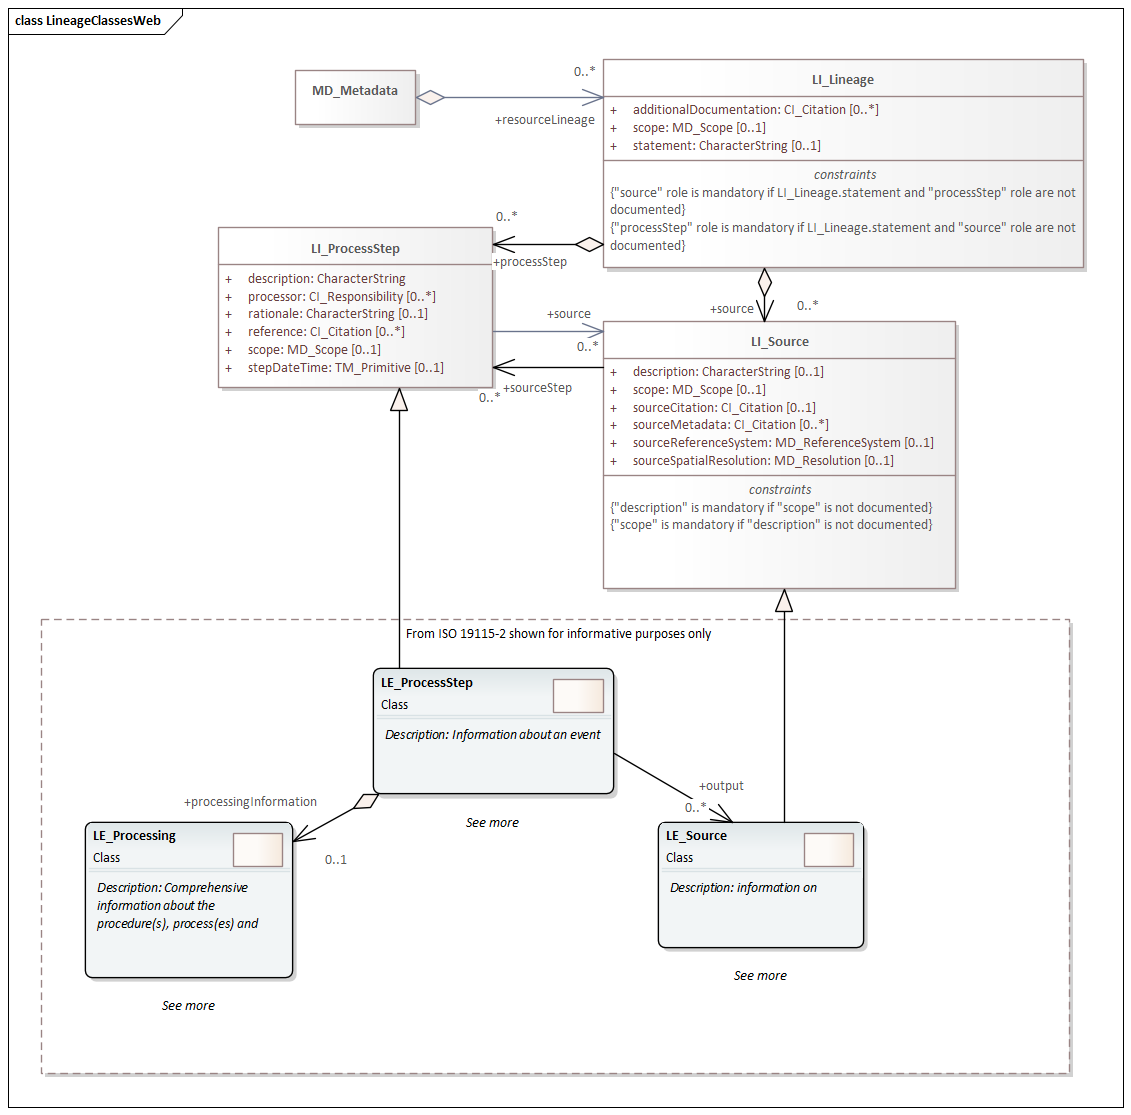 class LineageClassesWeb
MD_Metadata
0..*
+resourceLineage
LI_Lineage
+ additionalDocumentation: CI_Citation [0..*]
+ scope: MD_Scope [0..1]
+ statement: CharacterString [0..1]
constraints
{"source" role is mandatory if LI_Lineage.statement and "processStep" role are not
documented}
{"processStep" role is mandatory if LI_Lineage.statement and "source" role are not
documented}
0..*
+processStep
LI_ProcessStep
+ description: CharacterString
+ processor: CI_Responsibility [0..*]
+ rationale: CharacterString [0..1]
+ reference: CI_Citation [0..*]
+ scope: MD_Scope [0..1]
+ stepDateTime: TM_Primitive [0..1]
+source
0..*
+source
0..*
+sourceStep
0..*
LI_Source
+ description: CharacterString [0..1]
+ scope: MD_Scope [0..1]
+ sourceCitation: CI_Citation [0..1]
+ sourceMetadata: CI_Citation [0..*]
+ sourceReferenceSystem: MD_ReferenceSystem [0..1]
+ sourceSpatialResolution: MD_Resolution [0..1]
constraints
{"description" is mandatory if "scope" is not documented}
{"scope" is mandatory if "description" is not documented}
From ISO 19115-2 shown for informative purposes only
LE_ProcessStep
Class
Description: Information about an event
See more
+processingInformation
0..1
+output
0..*
LE_Processing
Class
Description: Comprehensive
information about the
procedure(s), process(es) and
See more
LE_Source
Class
Description: information on
See more